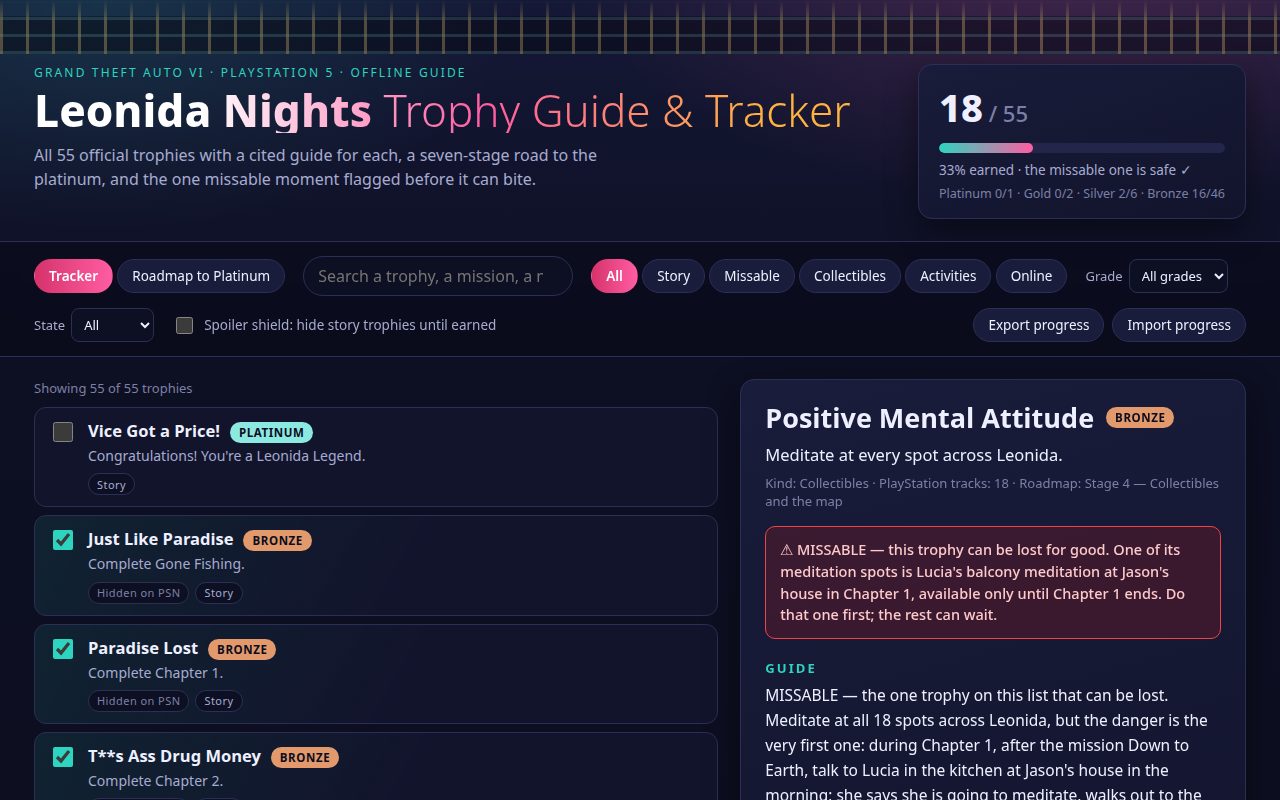 GRAND THEFT AUTO VI · PLAYSTATION 5 · OFFLINE GUIDE
Leonida Nights Trophy Guide & Tracker
All 55 official trophies with a cited guide for each, a seven-stage road to the
platinum, and the one missable moment flagged before it can bite.
18 / 55
33% earned · the missable one is safe ✓
Platinum 0/1 · Gold 0/2 · Silver 2/6 · Bronze 16/46
Tracker
Roadmap to Platinum
Search a trophy, a mission, a r
All
Story
Missable
Collectibles
Activities
Online
Grade
All grades
State
All
Spoiler shield: hide story trophies until earned
Export progress
Import progress
Showing 55 of 55 trophies
Vice Got a Price! PLATINUM
Congratulations! You're a Leonida Legend.
Story
Just Like Paradise BRONZE
Complete Gone Fishing.
Hidden on PSN Story
Paradise Lost BRONZE
Complete Chapter 1.
Hidden on PSN Story
T**s Ass Drug Money BRONZE
Complete Chapter 2.
Positive Mental Attitude BRONZE
Meditate at every spot across Leonida.
Kind: Collectibles · PlayStation tracks: 18 · Roadmap: Stage 4 — Collectibles
and the map
⚠ MISSABLE — this trophy can be lost for good. One of its
meditation spots is Lucia's balcony meditation at Jason's
house in Chapter 1, available only until Chapter 1 ends. Do
that one first; the rest can wait.
GUIDE
MISSABLE — the one trophy on this list that can be lost.
Meditate at all 18 spots across Leonida, but the danger is the
very first one: during Chapter 1, after the mission Down to
Earth, talk to Lucia in the kitchen at Jason's house in the
morning; she says she is going to meditate, walks out to the